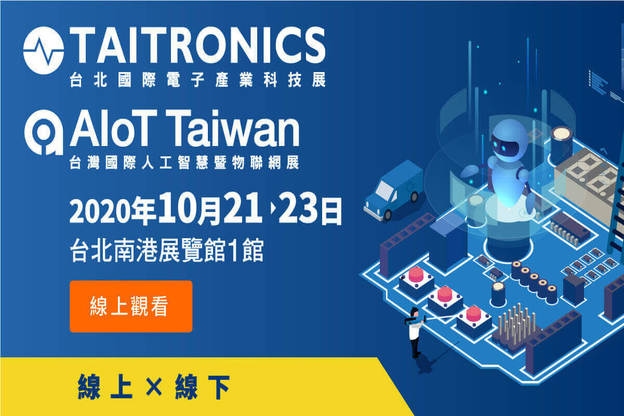 TAITRONICS
台北國際電子產業科技展
AIoT Taiwan
台灣國際人工智慧暨物聯網展
2020年10月21▸23日
台北南港展覽館1館
線上觀看
線上×線下